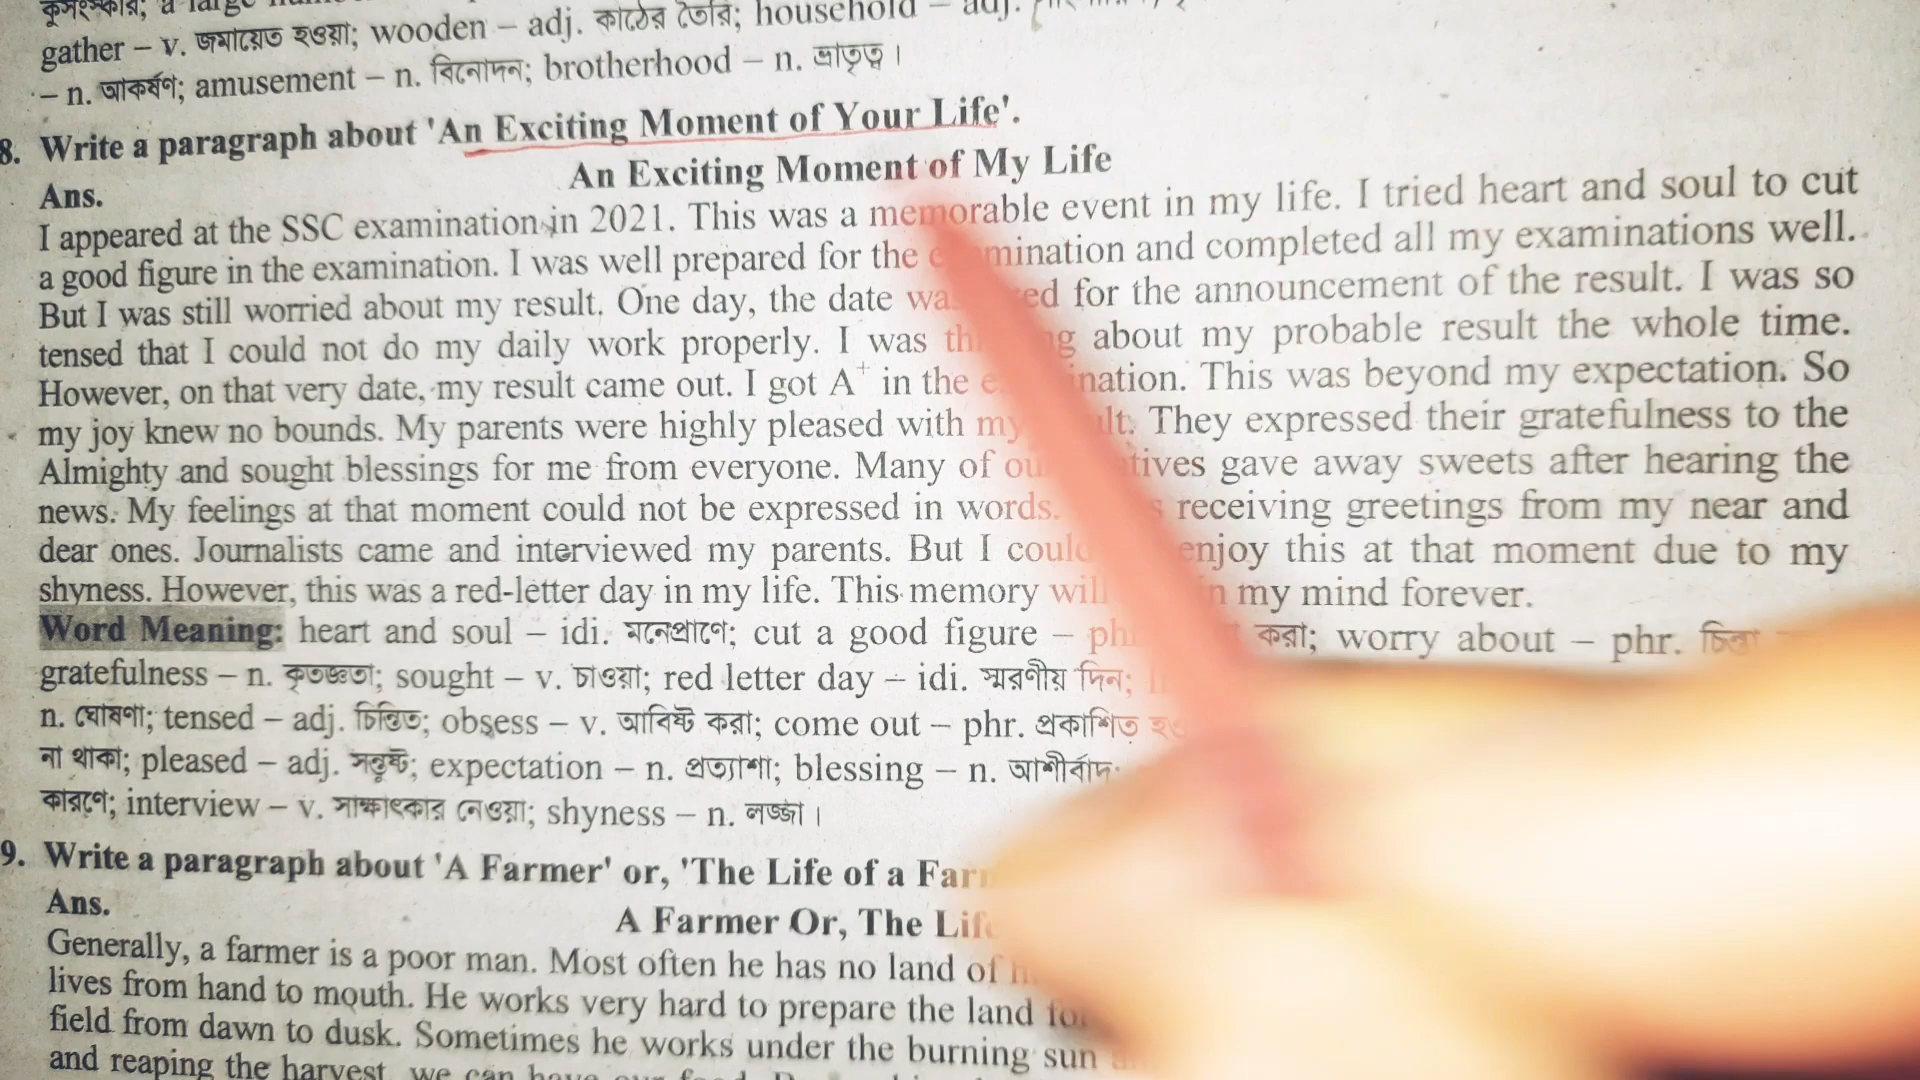 কুসংস্কার; a large
gather – v. জমায়েত হওয়া; wooden – adj. কাঠের তৈরি; household – adj.
– n. আকর্ষণ; amusement – n. বিনোদন; brotherhood – n. ভ্রাতৃত্ব।
8. Write a paragraph about 'An Exciting Moment of Your Life'.
An Exciting Moment of My Life
Ans.
I appeared at the SSC examination in 2021. This was a memorable event in my life. I tried heart and soul to cut
a good figure in the examination. I was well prepared for the mination and completed all my examinations well.
But I was still worried about my result. One day, the date wa ed for the announcement of the result. I was so
tensed that I could not do my daily work properly. I was th g about my probable result the whole time.
However, on that very date, my result came out. I got A+ in the e ination. This was beyond my expectation. So
my joy knew no bounds. My parents were highly pleased with my lt. They expressed their gratefulness to the
Almighty and sought blessings for me from everyone. Many of ou tives gave away sweets after hearing the
news. My feelings at that moment could not be expressed in words. s receiving greetings from my near and
dear ones. Journalists came and interviewed my parents. But I could enjoy this at that moment due to my
shyness. However, this was a red-letter day in my life. This memory will n my mind forever.
Word Meaning: heart and soul – idi. মনেপ্রাণে; cut a good figure – ph করা; worry about – phr. চিন্তা
gratefulness – n. কৃতজ্ঞতা; sought – v. চাওয়া; red letter day – idi. স্মরণীয় দিন;
n. ঘোষণা; tensed – adj. চিন্তিত; obsess – v. আবিষ্ট করা; come out – phr. প্রকাশিত
না থাকা; pleased – adj. সন্তুষ্ট; expectation – n. প্রত্যাশা; blessing – n. আশীর্বাদ;
কারণে; interview – v. সাক্ষাৎকার নেওয়া; shyness – n. লজ্জা।
9. Write a paragraph about 'A Farmer' or, 'The Life of a Far
Ans.
A Farmer Or, The Life
Generally, a farmer is a poor man. Most often he has no land of
lives from hand to mouth. He works very hard to prepare the land for
field from dawn to dusk. Sometimes he works under the burning sun
and reaping the harvest, we can have our food.